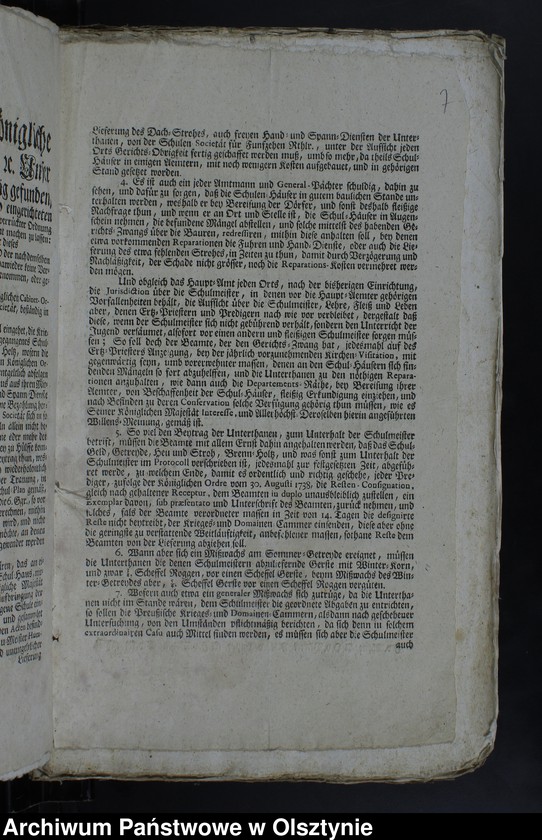 7
Lieferung des Dach-Strohes, auch freyen Hand- und Spann-Diensten der Unter-
thanen, von der Schulen Societät für Funfzehen Rthlr., unter der Aufsicht jeden
Orts Gerichts-Obrigkeit fertig geschaffet werden muß, um so mehr, da theils Schul-
Häuser in einigen Aemtern, mit noch wenigern Kosten aufgebauet, und in gehörigen
Stand gesetzet worden.
4. Es ist auch ein jeder Amtmann und General-Pächter schuldig, dahin zu
sehen, und dafür zu sorgen, daß die Schulen-Häuser in gutem baulichen Stande un-
terhalten werden, weshalb er bey Bereisung der Dörfer, und sonst deshalb fleißige
Nachfrage thun, und wenn er an Ort und Stelle ist, die Schul-Häuser in Augen-
schein nehmen, die befundene Mängel abstellen, und solche mittelst des habenden Ge-
richts-Zwangs über die Bauren, redressiren, mithin diese anhalten soll, bey denen
etwa vorkommenden Reparationen die Fuhren und Hand-Dienste, oder auch die Lie-
ferung des etwa fehlenden Strohes, in Zeiten zu thun, damit durch Verzögerung und
Nachläßigkeit, der Schade nicht grösser, noch die Reparations-Kosten vermehret wer-
den mögen.
Und obgleich das Haupt-Amt jeden Orts, nach der bisherigen Einrichtung,
die Jurisdiction über die Schulmeister, in denen vor die Haupt-Aemter gehörigen
Vorfallenheiten behält, die Aufsicht über die Schulmeister, Lehre, Fleiß und Leben
aber, denen Ertz-Priestern und Predigern nach wie vor verbleibet, dergestalt daß
diese, wenn der Schulmeister sich nicht gebührend verhält, sondern den Unterricht der
Jugend versäumet, alsofort vor einen andern und fleißigern Schulmeister sorgen müs-
sen; So soll doch der Beamte, der den Gerichts-Zwang hat, jedesmahl auf des
Ertz-Priesters Anzeigung, bey der jährlich vorzunehmenden Kirchen-Visitation, mit
gegenwärtig seyn, und vorerwehnter massen, denen an den Schul-Häusern sich fin-
denden Mängeln so fort abzuhelffen, und die Unterthanen zu den nöthigen Repara-
tionen anzuhalten, wie dann auch die Departements-Räthe, bey Bereisung ihrer
Aemter, von Beschaffenheit der Schul-Häuser, fleißig Erkundigung einziehen, und
nach Befinden zu deren Conservation solche Verfügung gehörig thun müssen, wie es
Seiner Königlichen Majestät Interesse, und Allerhöchst-Deroselben hierin angeführten
Willens-Meinung, gemäß ist.
5. So viel den Beytrag der Unterthanen, zum Unterhalt der Schulmeister
betrift, müssen die Beamte mit allem Ernst dahin angehalten werden, daß das Schul-
Geld, Getreyde, Heu und Stroh, Brenn-Holtz, und was sonst zum Unterhalt der
Schulmeister im Protocoll verschrieben ist, jedesmahl zur festgesetzten Zeit, abgefüh-
ret werde, zu welchem Ende, damit es ordentlich und richtig geschehe, jeder Pre-
diger, zufolge der Königlichen Ordre vom 30. Augusti 1738. die Resten-Consignation,
gleich nach gehaltener Receptur, dem Beamten in duplo unausbleiblich zustellen, ein
Exemplar davon, sub præsentato und Unterschrift des Beamten, zurück nehmen, und
solches, fals der Beamte verordneter massen in Zeit von 14. Tagen die designirte
Reste nicht beytreibt, der Krieges- und Domainen Cammer einsenden, diese aber ohne
die geringste zu verstattende Weitläuftigkeit, anbefohlener massen, sothane Reste dem
Beamten von der Lieferung abziehen soll.
6. Wann aber sich ein Mißwachs am Sommer-Getreyde ereignet, müssen
die Unterthanen die denen Schulmeistern abzuliefernde Gerste mit Winter-Korn,
und zwar Scheffel Roggen, vor einen Scheffel Gerste, beym Mißwachs des Win-
ter-Getreides aber, Scheffel Gerste vor einen Scheffel Roggen vergüten.
7. Wofern auch etwa ein generaler Mißwachs sich zutrüge, da die Unterthа-
nen nicht im Stande wären, dem Schulmeister die geordnete Abgaben zu entrichten,
so sollen die Preußische Krieges- und Domainen-Cammern, alsdann nach geschehener
Untersuchung, von den Umständen pflichtmäßig berichten, da sich denn in solchem
extraordinairen Casu auch Mittel finden werden, es müssen sich aber die Schulmeister
auch
Archiwum Państwowe w Olsztynie